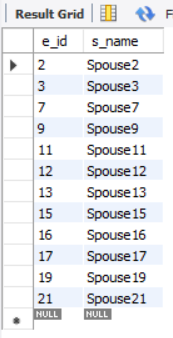 Result Grid
e_id s_name
2 Spouse2
3 Spouse3
7 Spouse7
9 Spouse9
11 Spouse11
12 Spouse12
13 Spouse13
15 Spouse15
16 Spouse16
17 Spouse17
19 Spouse19
21 Spouse21
NULL NULL